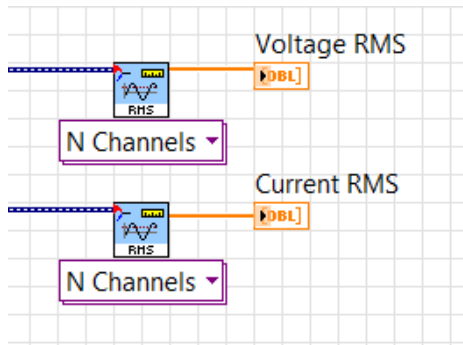 Voltage RMS
DBL]
RMS
N Channels
Current RMS
DBL]
RMS
N Channels